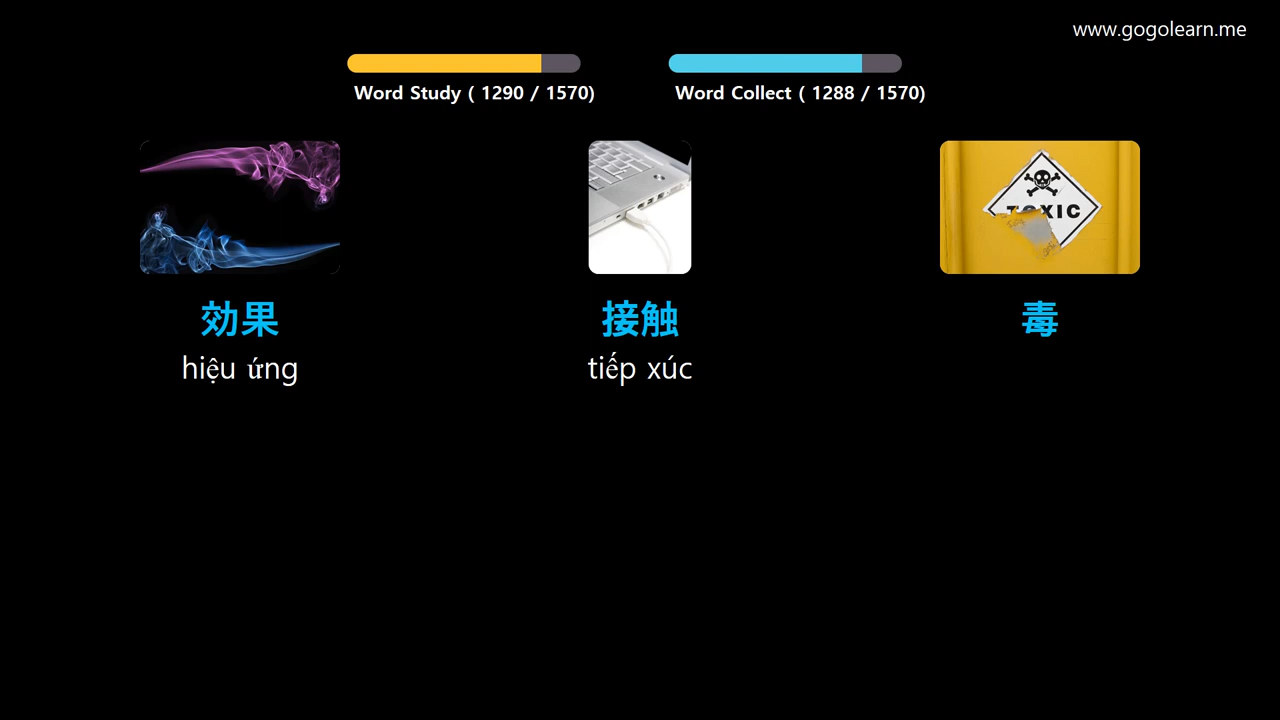 www.gogolearn.me
Word Study ( 1290 / 1570)
Word Collect ( 1288 / 1570)
TOXIC
効果
接触
毒
hiệu ứng
tiếp xúc